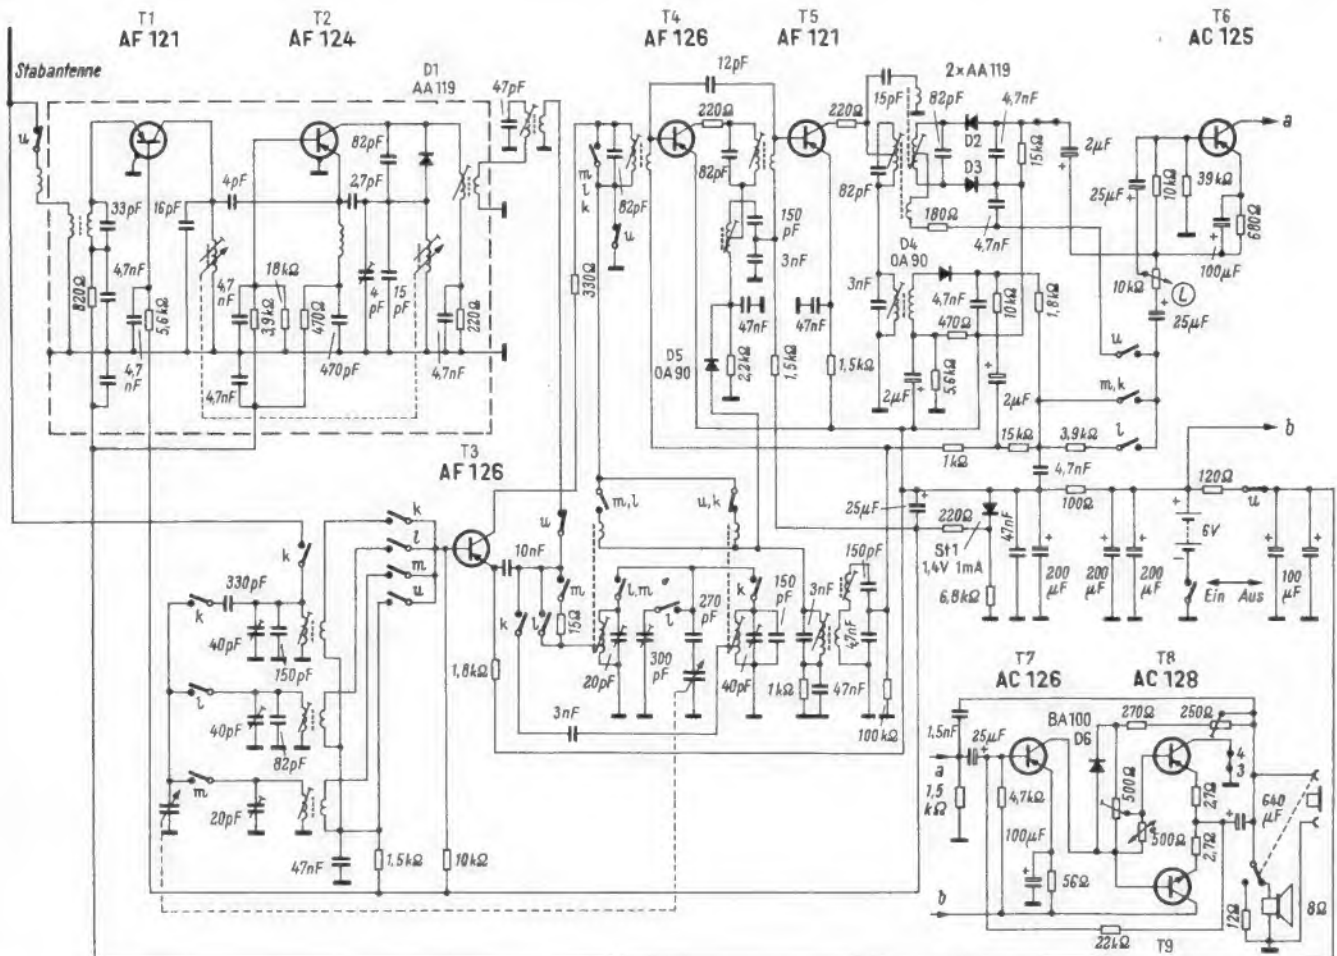 T1
AF 121
T2
AF 124
T4
AF 126
T5
AF 121
T6
AC 125
Stabantenne
D1
AA 119
47pF
12pF
15pF
2×AA119
82pF
4,7nF
220Ω
220Ω
D2
D3
15kΩ
2µF
a
u
82pF
2,7pF
4pF
33pF
16pF
m
l
k
82pF
u
82pF
82pF
150
pF
3nF
180Ω
4,7nF
25µF
10kΩ
39kΩ
100µF
680Ω
820Ω
4,7nF
5,6kΩ
4,7
nF
4,7
nF
18kΩ
3,9kΩ
470Ω
4
pF
15
pF
220Ω
4,7nF
470pF
4,7nF
330Ω
D4
OA 90
3nF
4,7nF
470Ω
10kΩ
1,8kΩ
10kΩ
L
25µF
47nF
47nF
D5
OA90
2,2kΩ
1,5kΩ
1,5kΩ
2µF
5,6kΩ
2µF
u
m,k
l
1kΩ
15kΩ
3,9kΩ
4,7nF
b
T3
AF 126
k
l
m
u
k
330pF
k
40pF
150pF
l
40pF
82pF
m
20pF
47nF
1,5kΩ
10kΩ
10nF
u
m
k
l
15Ω
1,8kΩ
3nF
m,l
u,k
l,m
l
270
pF
k
150
pF
20pF
300
pF
40pF
3nF
1kΩ
47nF
150pF
47nF
100kΩ
25µF
220Ω
St1
1,4V 1mA
6,8kΩ
47nF
100Ω
200
µF
200
µF
200
µF
120Ω
u
6V
Ein
Aus
100
µF
T7
AC 126
T8
AC 128
1,5nF
25µF
a
1,5
kΩ
4,7kΩ
100µF
56Ω
BA100
D6
270Ω
250Ω
500Ω
500Ω
2,7Ω
2,7Ω
4
3
640
µF
b
22kΩ
T9
12Ω
8Ω